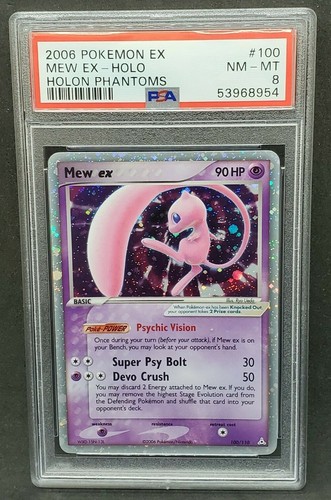 2006 POKEMON EX #100
MEW EX - HOLO NM - MT
HOLON PHANTOMS 8
PSA 53968954
Mew ex 90 HP
Illus. Ryo Ueda
BASIC
When Pokémon-ex has been Knocked Out,
your opponent takes 2 Prize cards.
Poké-POWER Psychic Vision
Once during your turn (before your attack), if Mew ex is on
your Bench, you may look at your opponent's hand.
Super Psy Bolt 30
Devo Crush 50
You may discard 2 Energy attached to Mew ex. If you do,
you may remove the highest Stage Evolution card from
the Defending Pokémon and shuffle that card into
your opponent's deck.
weakness resistance retreat cost
©2006 Pokémon/Nintendo 100/110